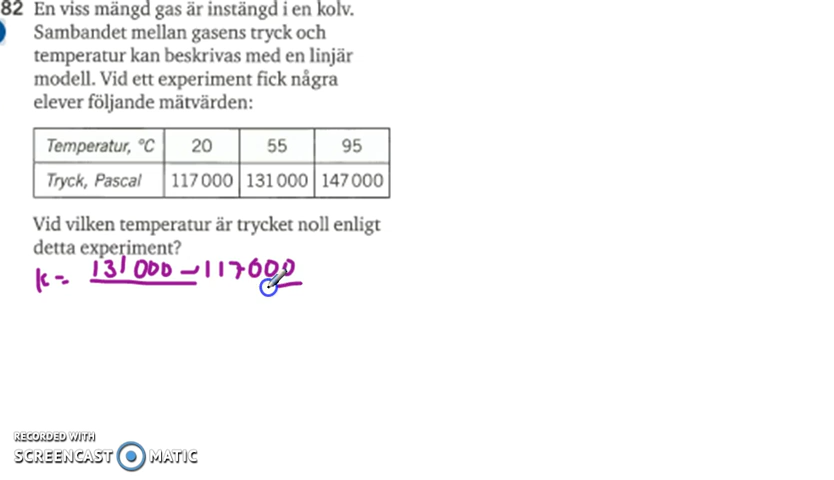 82 En viss mängd gas är instängd i en kolv.
Sambandet mellan gasens tryck och
temperatur kan beskrivas med en linjär
modell. Vid ett experiment fick några
elever följande mätvärden:
Temperatur, °C 20 55 95
Tryck, Pascal 117 000 131 000 147 000
Vid vilken temperatur är trycket noll enligt
detta experiment?
k = 131 000 - 117000
RECORDED WITH
SCREENCAST MATIC